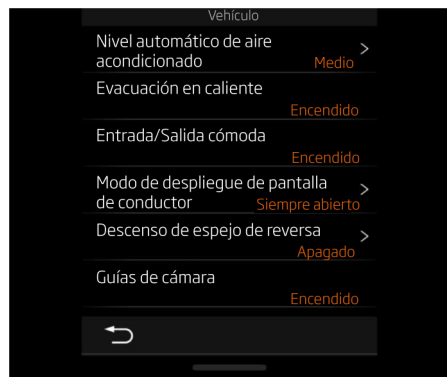 Vehículo
Nivel automático de aire
acondicionado
Medio
Evacuación en caliente
Encendido
Entrada/Salida cómoda
Encendido
Modo de despliegue de pantalla
de conductor
Siempre abierto
Descenso de espejo de reversa
Apagado
Guías de cámara
Encendido